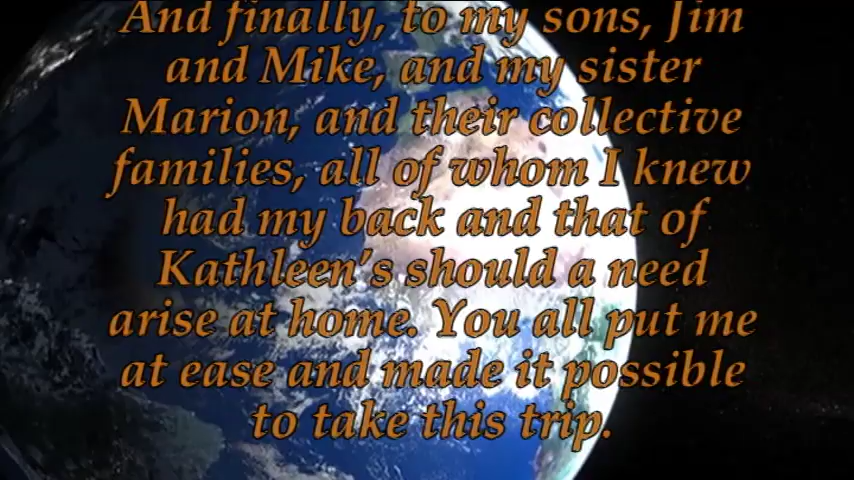 And finally, to my sons, Jim
and Mike, and my sister
Marion, and their collective
families, all of whom I knew
had my back and that of
Kathleen's should a need
arise at home. You all put me
at ease and made it possible
to take this trip.